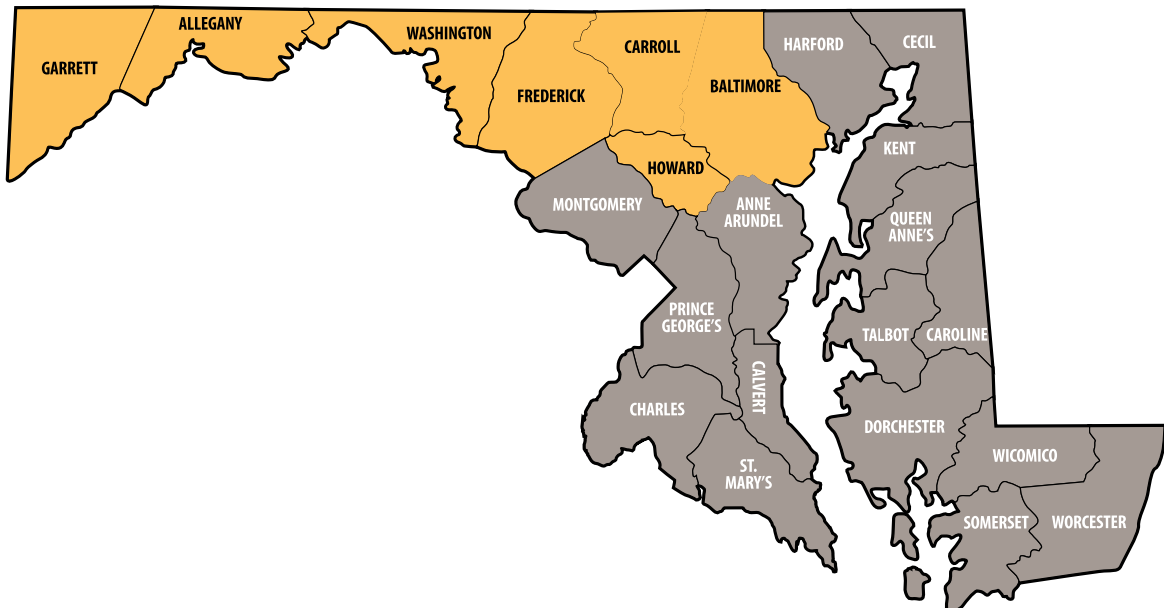 GARRETT
ALLEGANY
WASHINGTON
FREDERICK
CARROLL
BALTIMORE
HARFORD
CECIL
HOWARD
MONTGOMERY
ANNE
ARUNDEL
KENT
QUEEN
ANNE'S
PRINCE
GEORGE'S
TALBOT
CAROLINE
CALVERT
CHARLES
ST.
MARY'S
DORCHESTER
WICOMICO
SOMERSET
WORCESTER